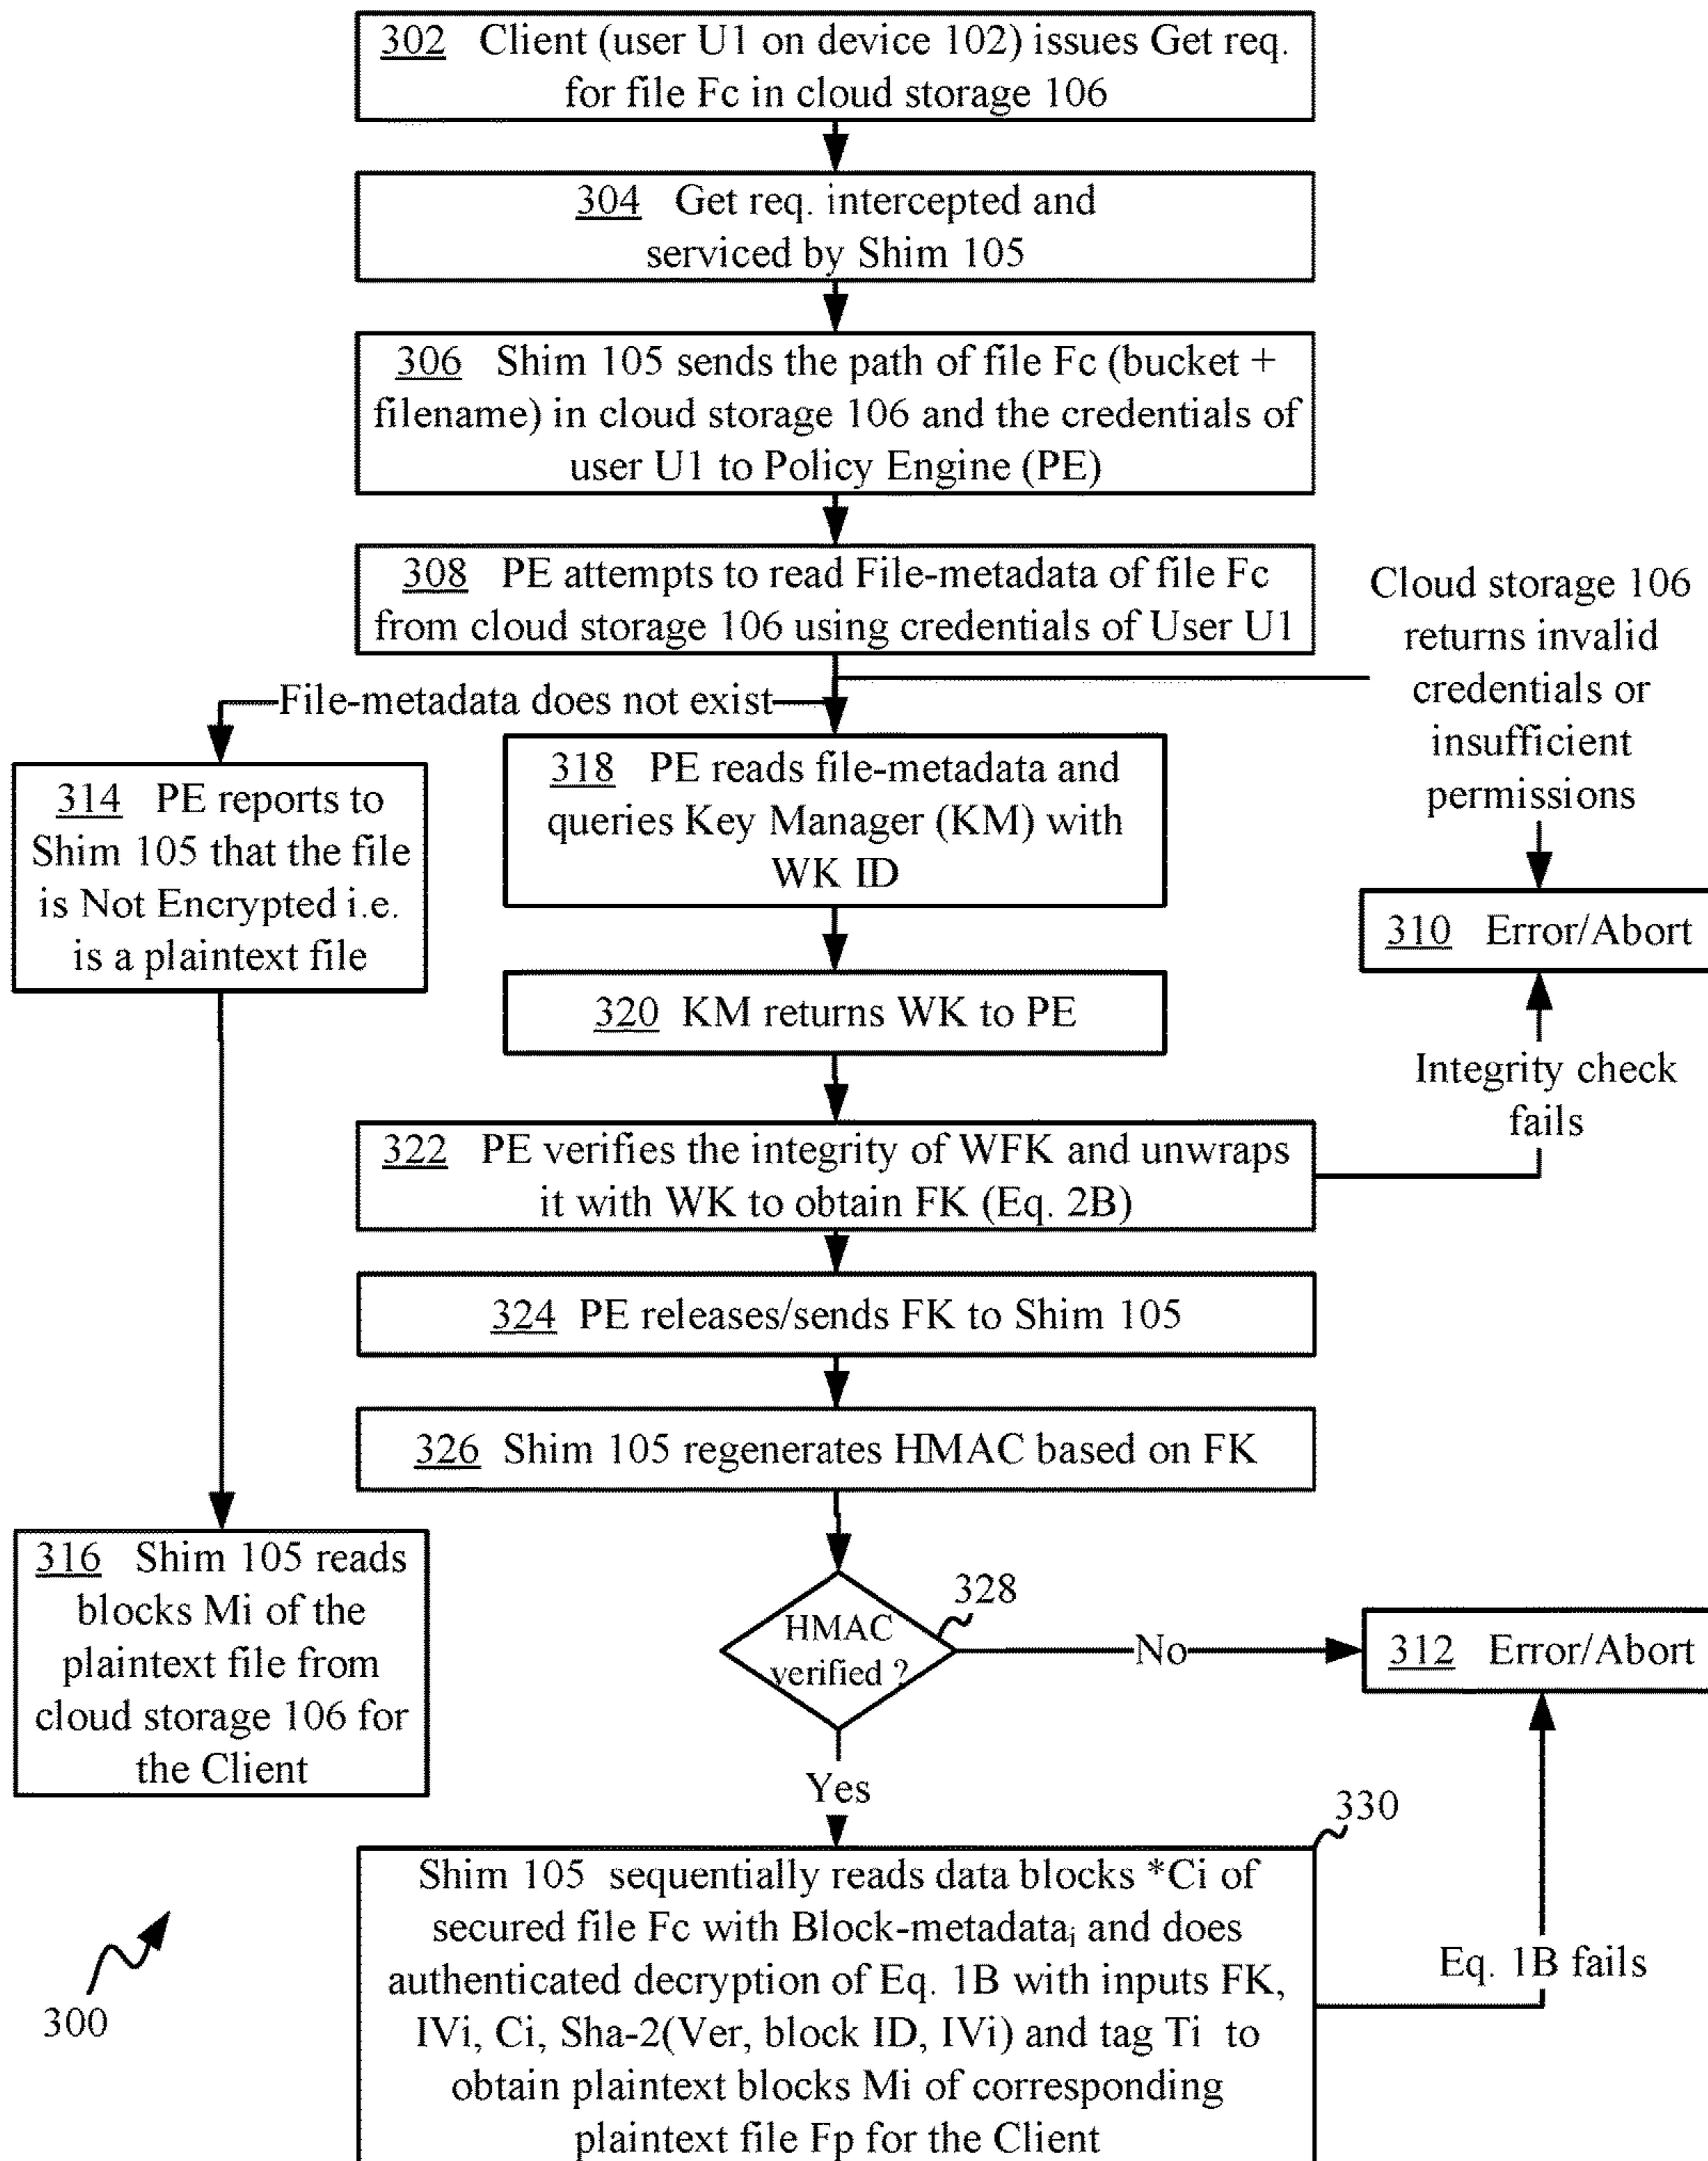 302 Client (user U1 on device 102) issues Get req.
for file Fc in cloud storage 106
304 Get req. intercepted and
serviced by Shim 105
306 Shim 105 sends the path of file Fc (bucket +
filename) in cloud storage 106 and the credentials of
user U1 to Policy Engine (PE)
308 PE attempts to read File-metadata of file Fc
from cloud storage 106 using credentials of User U1
Cloud storage 106
returns invalid
credentials or
insufficient
permissions
File-metadata does not exist
314 PE reports to
Shim 105 that the file
is Not Encrypted i.e.
is a plaintext file
318 PE reads file-metadata and
queries Key Manager (KM) with
WK ID
310 Error/Abort
320 KM returns WK to PE
Integrity check
fails
322 PE verifies the integrity of WFK and unwraps
it with WK to obtain FK (Eq. 2B)
324 PE releases/sends FK to Shim 105
326 Shim 105 regenerates HMAC based on FK
316 Shim 105 reads
blocks Mi of the
plaintext file from
cloud storage 106 for
the Client
328
HMAC
verified ?
No
312 Error/Abort
Yes
330
Shim 105 sequentially reads data blocks *Ci of
secured file Fc with Block-metadataᵢ and does
authenticated decryption of Eq. 1B with inputs FK,
IVi, Ci, Sha-2(Ver, block ID, IVi) and tag Ti to
obtain plaintext blocks Mi of corresponding
plaintext file Fp for the Client
Eq. 1B fails
300